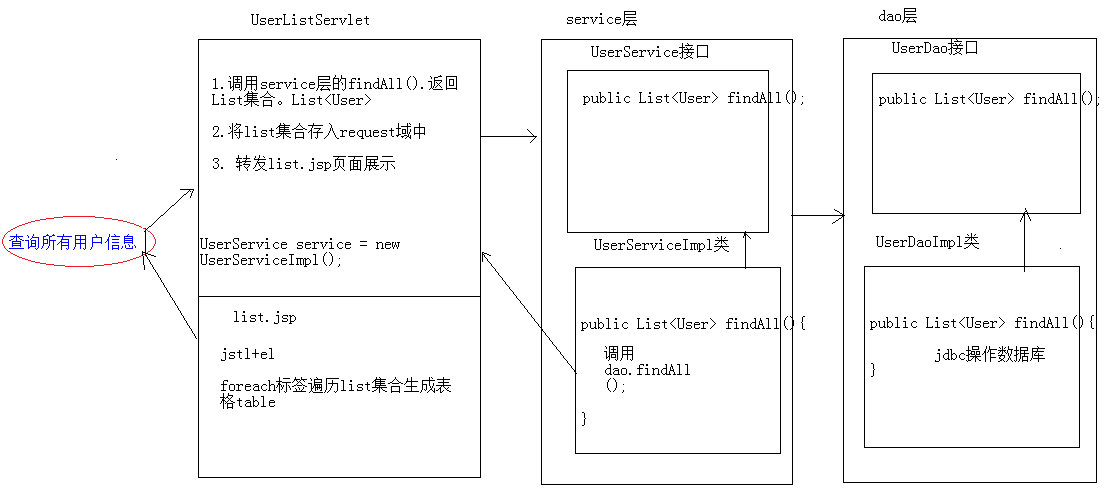 UserListServlet
1.调用service层的findAll().返回
List集合。List<User>
2.将list集合存入request域中
3. 转发list.jsp页面展示
查询所有用户信息
UserService service = new
UserServiceImpl();
list.jsp
jstl+el
foreach标签遍历list集合生成表
格table
service层
UserService接口
public List<User> findAll();
UserServiceImpl类
public List<User> findAll(){
调用
dao.findAll
();
}
dao层
UserDao接口
public List<User> findAll();
UserDaoImpl类
public List<User> findAll(){
jdbc操作数据库
}